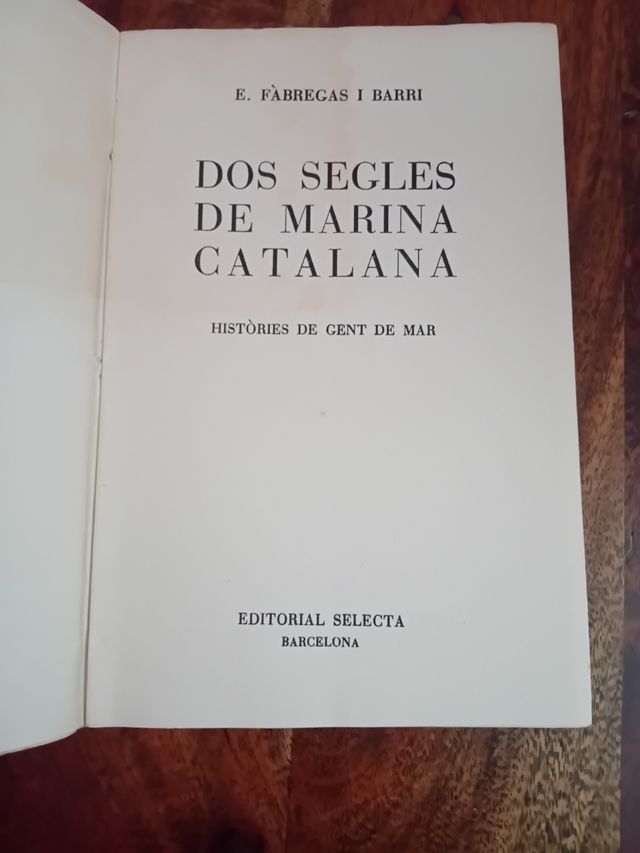 E. FÀBREGAS I BARRI
DOS SEGLES
DE MARINA
CATALANA
HISTÒRIES DE GENT DE MAR
EDITORIAL SELECTA
BARCELONA